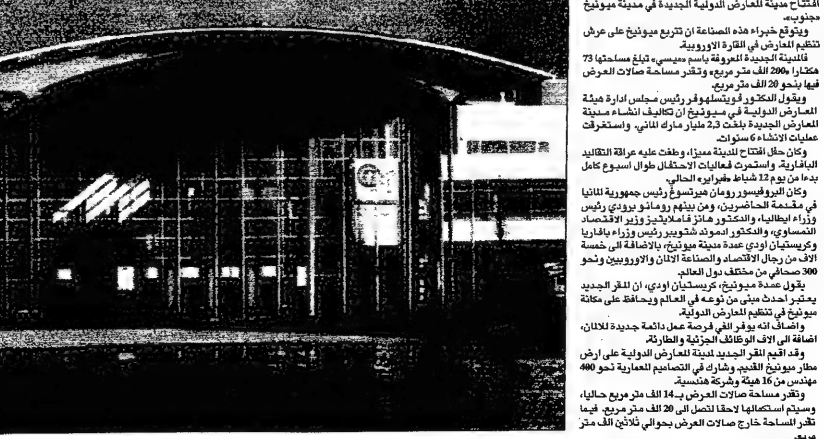 افتتاح مدينة المعارض الدولية الجديدة في مدينة ميونيخ
«جنوب».
ويتوقع خبراء هذه الصناعة ان تتربع ميونيخ على عرش
تنظيم المعارض في القارة الاوروبية.
فالمدينة الجديدة المعروفة باسم «ميسي» تبلغ مساحتها 73
هكتارا «200 الف متر مربع» وتقدر مساحة صالات العرض
فيها بنحو 20 الف متر مربع.
ويقول الدكتور فويتسلهوفر رئيس مجلس ادارة هيئة
المعارض الدولية في ميونيخ ان تكاليف انشاء مدينة
المعارض الجديدة بلغت 2,3 مليار مارك الماني. واستغرقت
عمليات الانشاء 6 سنوات.
وكان حفل افتتاح المدينة مميزا، وطغت عليه عراقة التقاليد
البافارية. واستمرت فعاليات الاحتفال طوال اسبوع كامل
بدءا من يوم 12 شباط «فبراير» الحالي.
وكان البروفيسور رومان هيرتسوغ رئيس جمهورية المانيا
في مقدمة الحاضرين، ومن بينهم رومانو برودي رئيس
وزراء ايطاليا، والدكتور هانز فاملايتيز وزير الاقتصاد
النمساوي، والدكتور ادموند شتويبر رئيس وزراء بافاريا
وكريستيان اودي عمدة مدينة ميونيخ، بالاضافة الى خمسة
الاف من رجال الاقتصاد والصناعة الالمان والاوروبيين ونحو
300 صحافي من مختلف دول العالم.
يقول عمدة ميونيخ، كريستيان اودي، ان المقر الجديد
يعتبر احدث مبنى من نوعه في العالم ويحافظ على مكانة
ميونيخ في تنظيم المعارض الدولية.
واضاف انه يوفر الفي فرصة عمل دائمة جديدة للالمان،
اضافة الى الاف الوظائف الجزئية والطارئة.
وقد اقيم المقر الجديد لمدينة المعارض الدولية على ارض
مطار ميونيخ القديم. وشارك في التصاميم المعمارية نحو 400
مهندس من 16 هيئة وشركة هندسية.
وتقدر مساحة صالات العرض بـ 14 الف متر مربع حاليا،
وسيتم استكمالها لاحقا لتصل الى 20 الف متر مربع. فيما
تقدر المساحة خارج صالات العرض بحوالي ثلاثين الف متر
مربع.